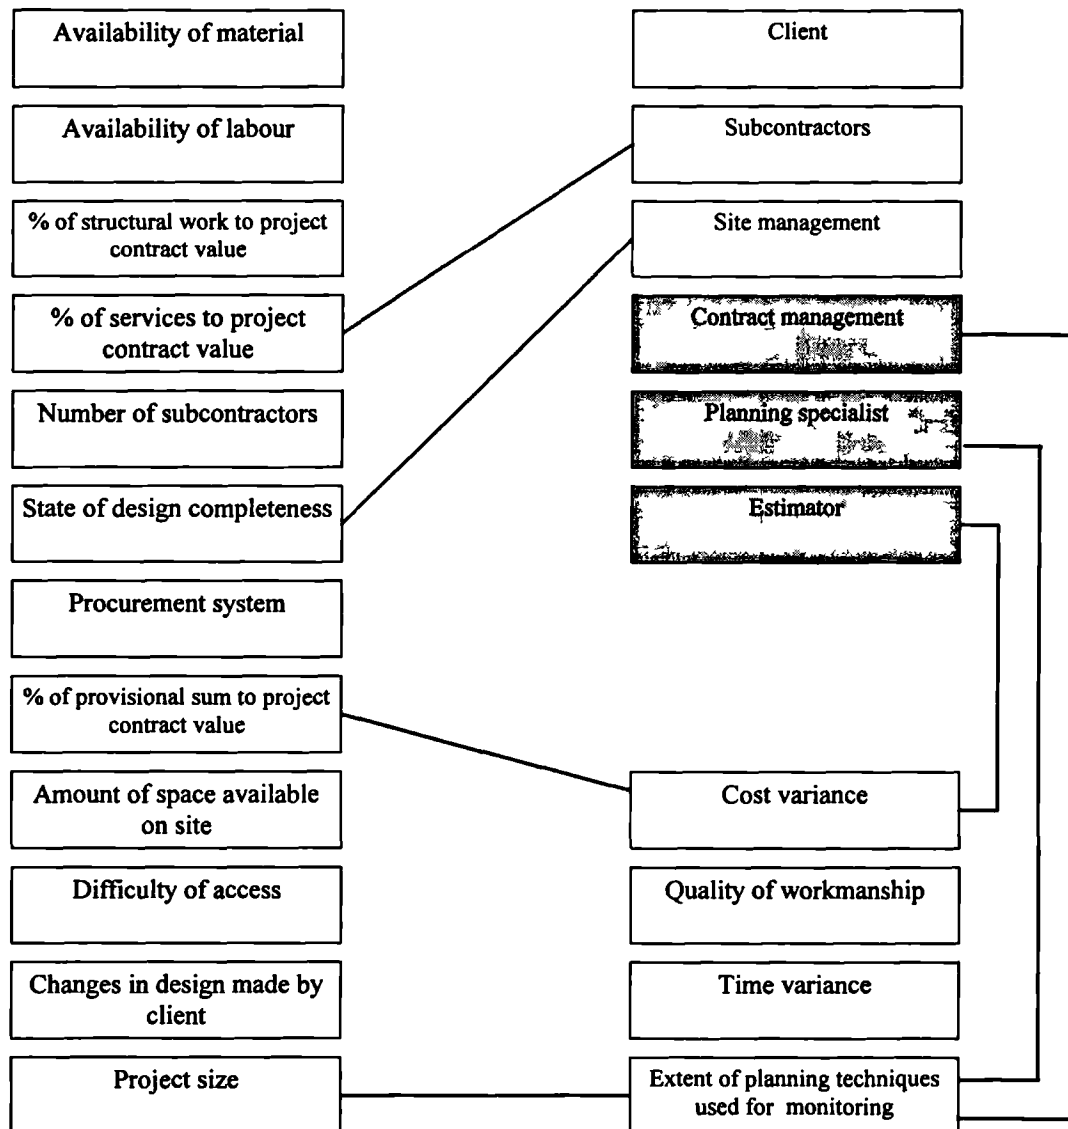 Availability of material
Availability of labour
% of structural work to project
contract value
% of services to project
contract value
Number of subcontractors
State of design completeness
Procurement system
% of provisional sum to project
contract value
Amount of space available
on site
Difficulty of access
Changes in design made by
client
Project size
Client
Subcontractors
Site management
Contract management
Planning specialist
Estimator
Cost variance
Quality of workmanship
Time variance
Extent of planning techniques
used for monitoring